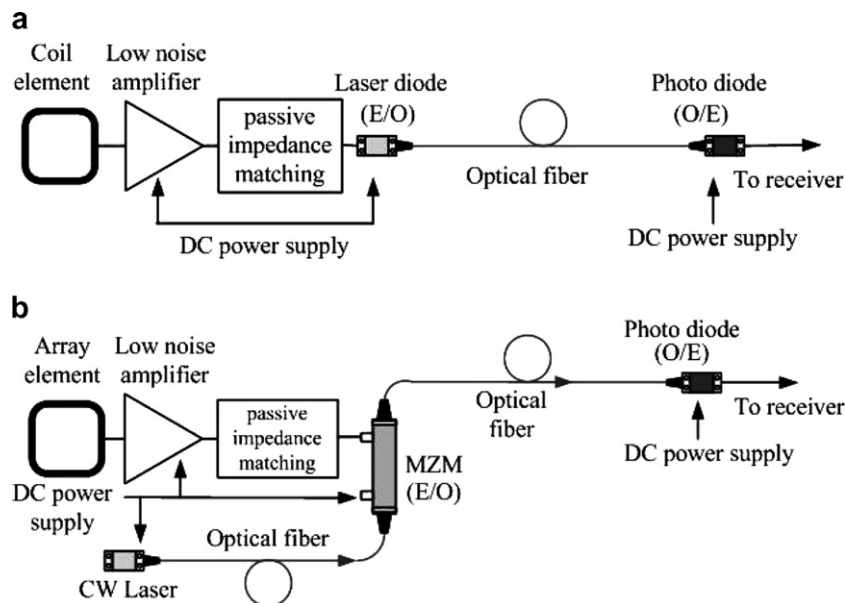 a
Coil
element
Low noise
amplifier
passive
impedance
matching
Laser diode
(E/O)
Optical fiber
Photo diode
(O/E)
To receiver
DC power supply
DC power supply
b
Array
element
Low noise
amplifier
passive
impedance
matching
MZM
(E/O)
Optical
fiber
Photo diode
(O/E)
To receiver
DC power supply
DC power
supply
Optical fiber
CW Laser